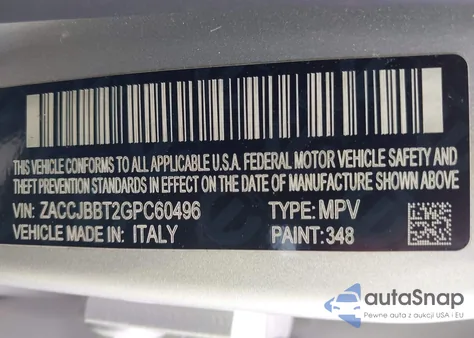 THIS VEHICLE CONFORMS TO ALL APPLICABLE U.S.A. FEDERAL MOTOR VEHICLE SAFETY AND
THEFT PREVENTION STANDARDS IN EFFECT ON THE DATE OF MANUFACTURE SHOWN ABOVE
VIN: ZACCJBBT2GPC60496 TYPE: MPV
VEHICLE MADE IN: ITALY PAINT: 348
autaSnap
Pewne auta z aukcji USA i EU